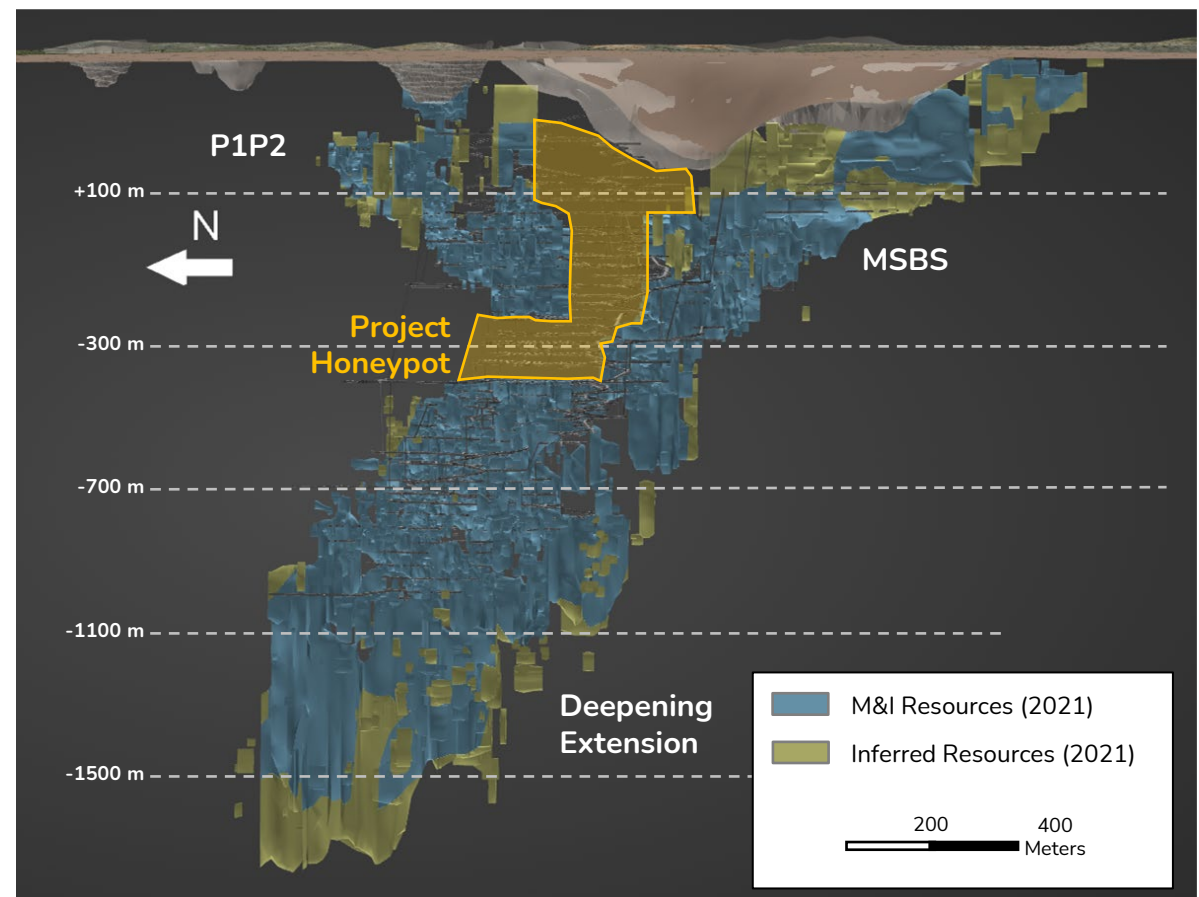 P1P2
+100 m
N
MSBS
Project
Honeypot
-300 m
-700 m
-1100 m
Deepening
Extension
-1500 m
M&I Resources (2021)
Inferred Resources (2021)
200 400
Meters